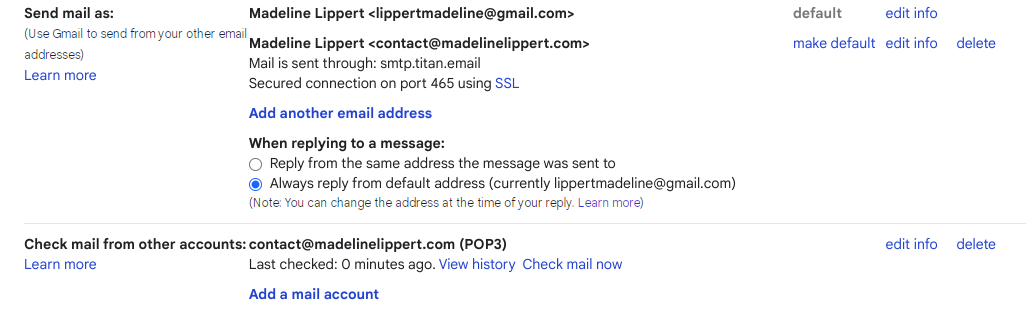 Send mail as:
(Use Gmail to send from your other email
addresses)
Learn more
Madeline Lippert <lippertmadeline@gmail.com>
default
edit info
Madeline Lippert <contact@madelinelippert.com>
make default
edit info
delete
Mail is sent through: smtp.titan.email
Secured connection on port 465 using SSL
Add another email address
When replying to a message:
Reply from the same address the message was sent to
Always reply from default address (currently lippertmadeline@gmail.com)
(Note: You can change the address at the time of your reply. Learn more)
Check mail from other accounts:
Learn more
contact@madelinelippert.com (POP3)
edit info
delete
Last checked: 0 minutes ago. View history Check mail now
Add a mail account